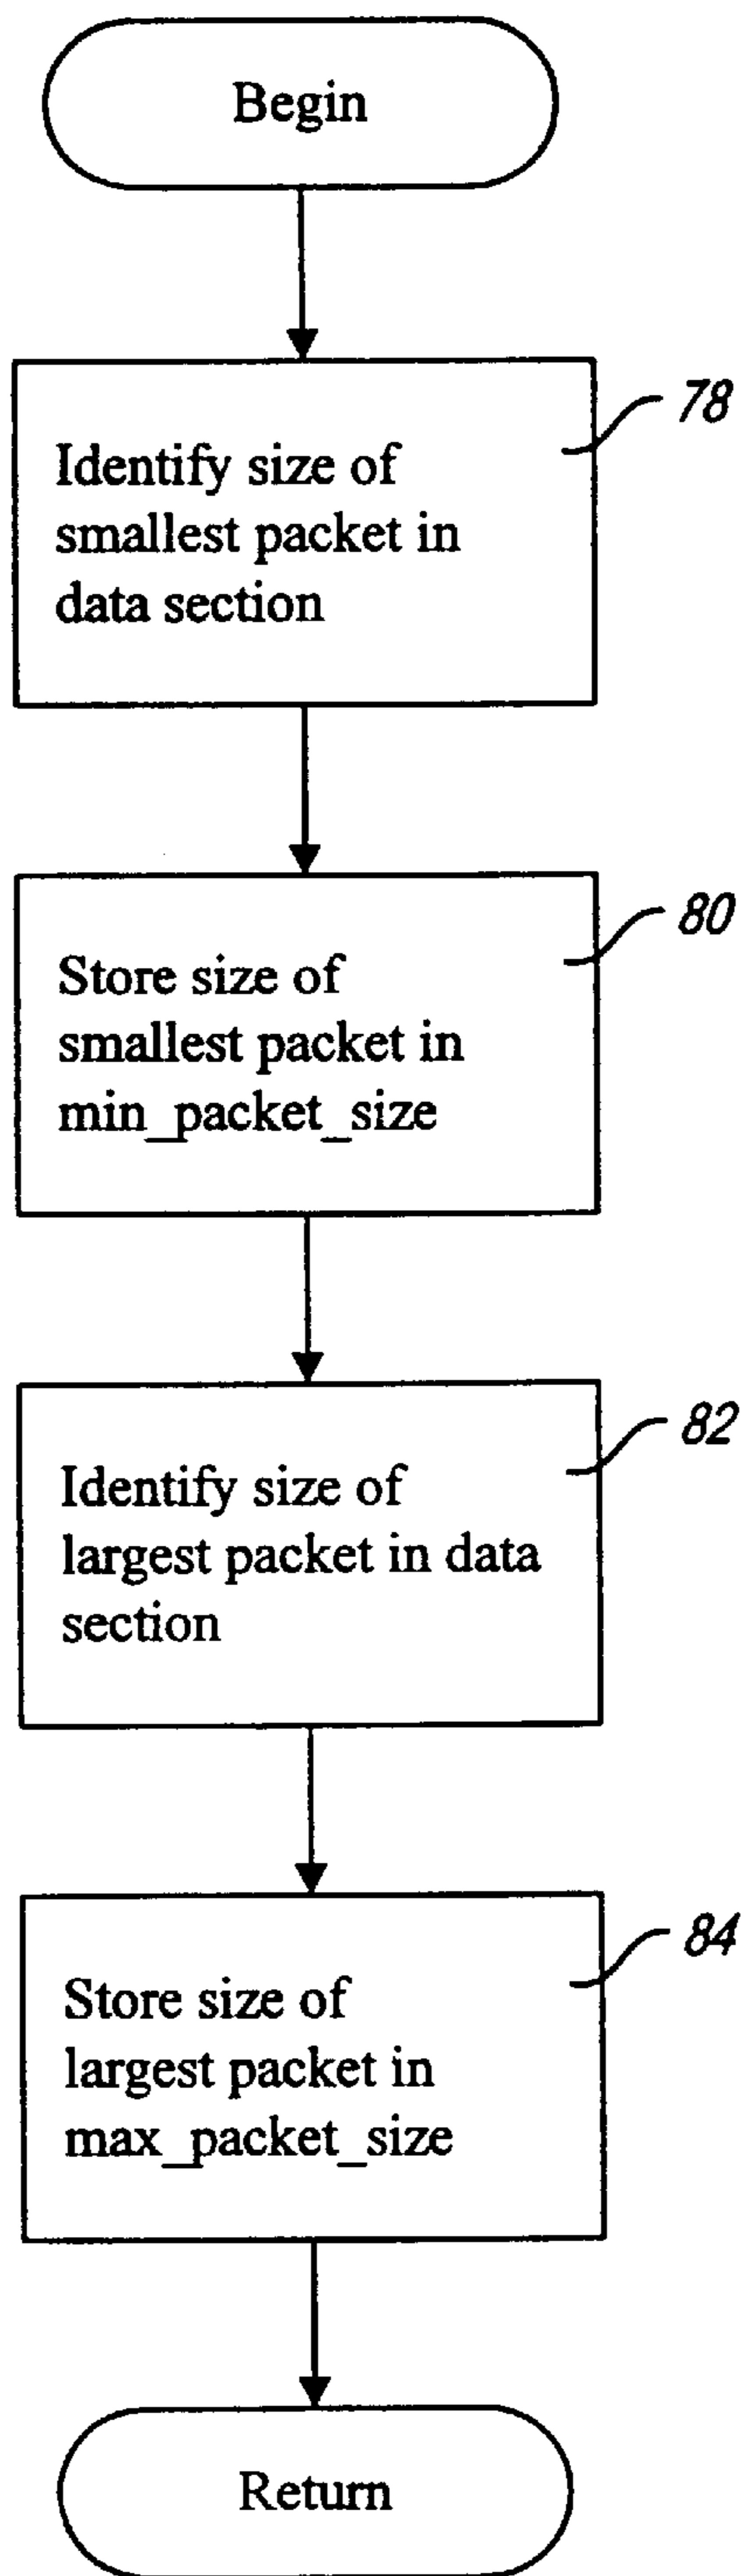 Begin
78
Identify size of
smallest packet in
data section
80
Store size of
smallest packet in
min_packet_size
82
Identify size of
largest packet in data
section
84
Store size of
largest packet in
max_packet_size
Return